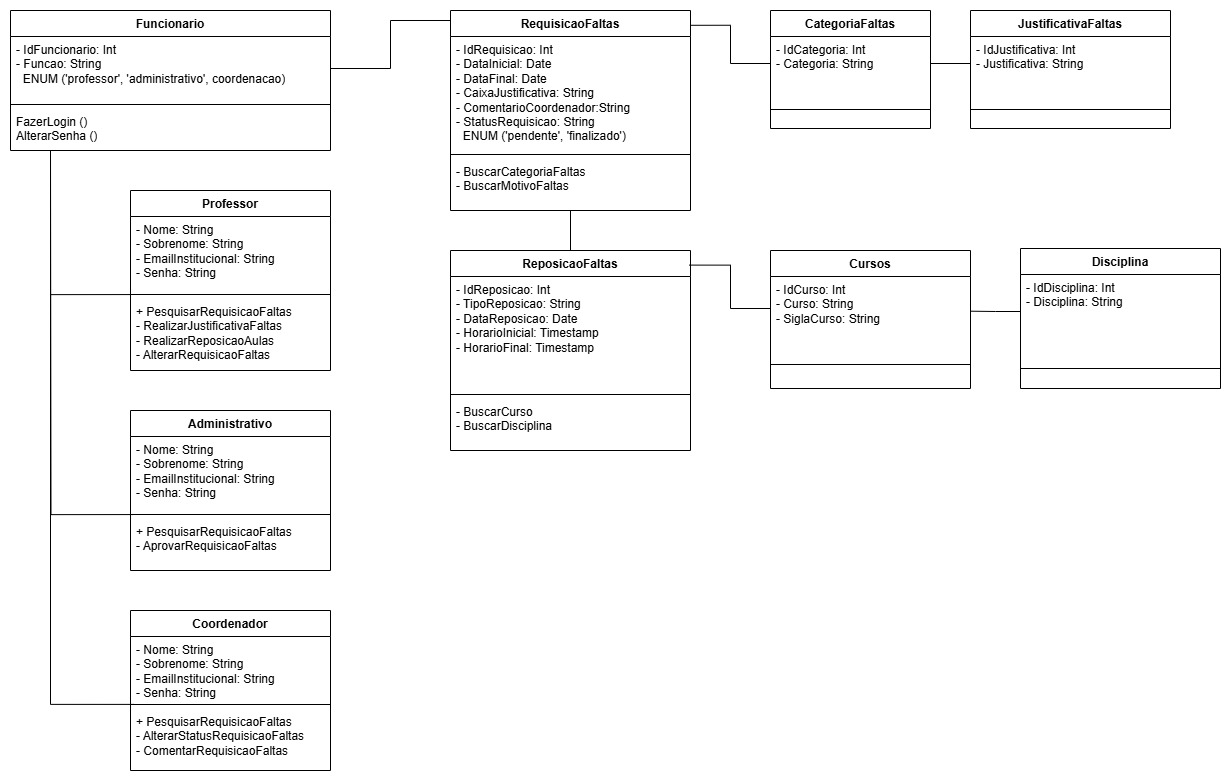 Funcionario
- IdFuncionario: Int
- Funcao: String
ENUM ('professor', 'administrativo', coordenacao)
FazerLogin ()
AlterarSenha ()
RequisicaoFaltas
- IdRequisicao: Int
- DataInicial: Date
- DataFinal: Date
- CaixaJustificativa: String
- ComentarioCoordenador:String
- StatusRequisicao: String
ENUM ('pendente', 'finalizado')
- BuscarCategoriaFaltas
- BuscarMotivoFaltas
CategoriaFaltas
- IdCategoria: Int
- Categoria: String
JustificativaFaltas
- IdJustificativa: Int
- Justificativa: String
Professor
- Nome: String
- Sobrenome: String
- EmailInstitucional: String
- Senha: String
+ PesquisarRequisicaoFaltas
- RealizarJustificativaFaltas
- RealizarReposicaoAulas
- AlterarRequisicaoFaltas
ReposicaoFaltas
- IdReposicao: Int
- TipoReposicao: String
- DataReposicao: Date
- HorarioInicial: Timestamp
- HorarioFinal: Timestamp
- BuscarCurso
- BuscarDisciplina
Cursos
- IdCurso: Int
- Curso: String
- SiglaCurso: String
Disciplina
- IdDisciplina: Int
- Disciplina: String
Administrativo
- Nome: String
- Sobrenome: String
- EmailInstitucional: String
- Senha: String
+ PesquisarRequisicaoFaltas
- AprovarRequisicaoFaltas
Coordenador
- Nome: String
- Sobrenome: String
- EmailInstitucional: String
- Senha: String
+ PesquisarRequisicaoFaltas
- AlterarStatusRequisicaoFaltas
- ComentarRequisicaoFaltas